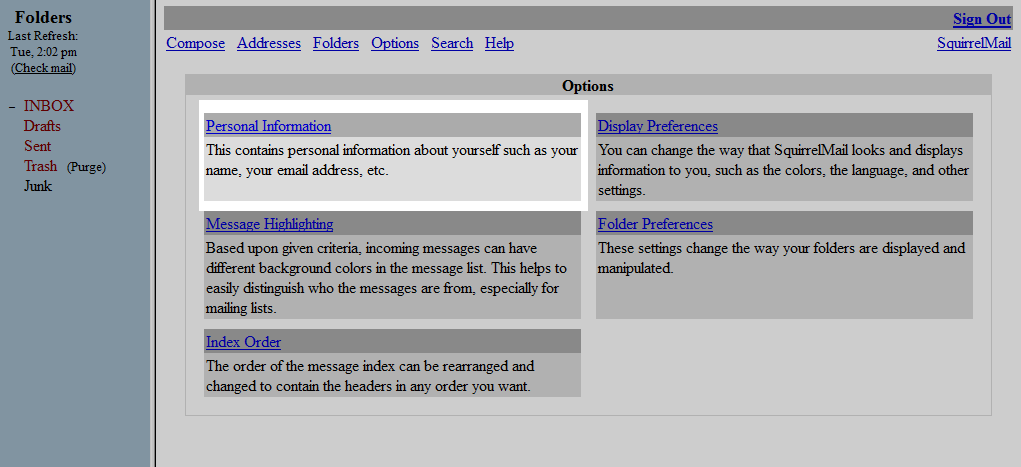 Folders
Last Refresh:
Tue, 2:02 pm
(Check mail)
– INBOX
Drafts
Sent
Trash (Purge)
Junk
Sign Out
Compose Addresses Folders Options Search Help SquirrelMail
Options
Personal Information
This contains personal information about yourself such as your
name, your email address, etc.
Display Preferences
You can change the way that SquirrelMail looks and displays
information to you, such as the colors, the language, and other
settings.
Message Highlighting
Based upon given criteria, incoming messages can have
different background colors in the message list. This helps to
easily distinguish who the messages are from, especially for
mailing lists.
Folder Preferences
These settings change the way your folders are displayed and
manipulated.
Index Order
The order of the message index can be rearranged and
changed to contain the headers in any order you want.